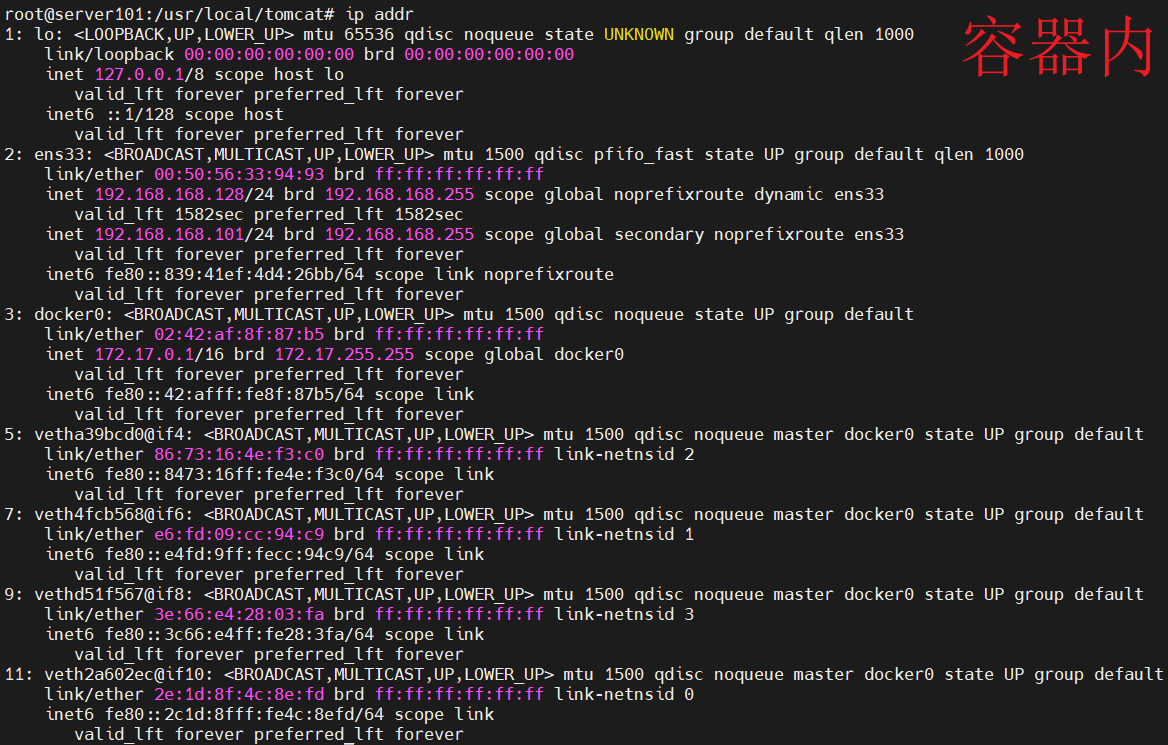 root@server101:/usr/local/tomcat# ip addr
容器内
1: lo: <LOOPBACK,UP,LOWER_UP> mtu 65536 qdisc noqueue state UNKNOWN group default qlen 1000
    link/loopback 00:00:00:00:00:00 brd 00:00:00:00:00:00
    inet 127.0.0.1/8 scope host lo
       valid_lft forever preferred_lft forever
    inet6 ::1/128 scope host
       valid_lft forever preferred_lft forever
2: ens33: <BROADCAST,MULTICAST,UP,LOWER_UP> mtu 1500 qdisc pfifo_fast state UP group default qlen 1000
    link/ether 00:50:56:33:94:93 brd ff:ff:ff:ff:ff:ff
    inet 192.168.168.128/24 brd 192.168.168.255 scope global noprefixroute dynamic ens33
       valid_lft 1582sec preferred_lft 1582sec
    inet 192.168.168.101/24 brd 192.168.168.255 scope global secondary noprefixroute ens33
       valid_lft forever preferred_lft forever
    inet6 fe80::839:41ef:4d4:26bb/64 scope link noprefixroute
       valid_lft forever preferred_lft forever
3: docker0: <BROADCAST,MULTICAST,UP,LOWER_UP> mtu 1500 qdisc noqueue state UP group default
    link/ether 02:42:af:8f:87:b5 brd ff:ff:ff:ff:ff:ff
    inet 172.17.0.1/16 brd 172.17.255.255 scope global docker0
       valid_lft forever preferred_lft forever
    inet6 fe80::42:afff:fe8f:87b5/64 scope link
       valid_lft forever preferred_lft forever
5: vetha39bcd0@if4: <BROADCAST,MULTICAST,UP,LOWER_UP> mtu 1500 qdisc noqueue master docker0 state UP group default
    link/ether 86:73:16:4e:f3:c0 brd ff:ff:ff:ff:ff:ff link-netnsid 2
    inet6 fe80::8473:16ff:fe4e:f3c0/64 scope link
       valid_lft forever preferred_lft forever
7: veth4fcb568@if6: <BROADCAST,MULTICAST,UP,LOWER_UP> mtu 1500 qdisc noqueue master docker0 state UP group default
    link/ether e6:fd:09:cc:94:c9 brd ff:ff:ff:ff:ff:ff link-netnsid 1
    inet6 fe80::e4fd:9ff:fecc:94c9/64 scope link
       valid_lft forever preferred_lft forever
9: vethd51f567@if8: <BROADCAST,MULTICAST,UP,LOWER_UP> mtu 1500 qdisc noqueue master docker0 state UP group default
    link/ether 3e:66:e4:28:03:fa brd ff:ff:ff:ff:ff:ff link-netnsid 3
    inet6 fe80::3c66:e4ff:fe28:3fa/64 scope link
       valid_lft forever preferred_lft forever
11: veth2a602ec@if10: <BROADCAST,MULTICAST,UP,LOWER_UP> mtu 1500 qdisc noqueue master docker0 state UP group default
    link/ether 2e:1d:8f:4c:8e:fd brd ff:ff:ff:ff:ff:ff link-netnsid 0
    inet6 fe80::2c1d:8fff:fe4c:8efd/64 scope link
       valid_lft forever preferred_lft forever